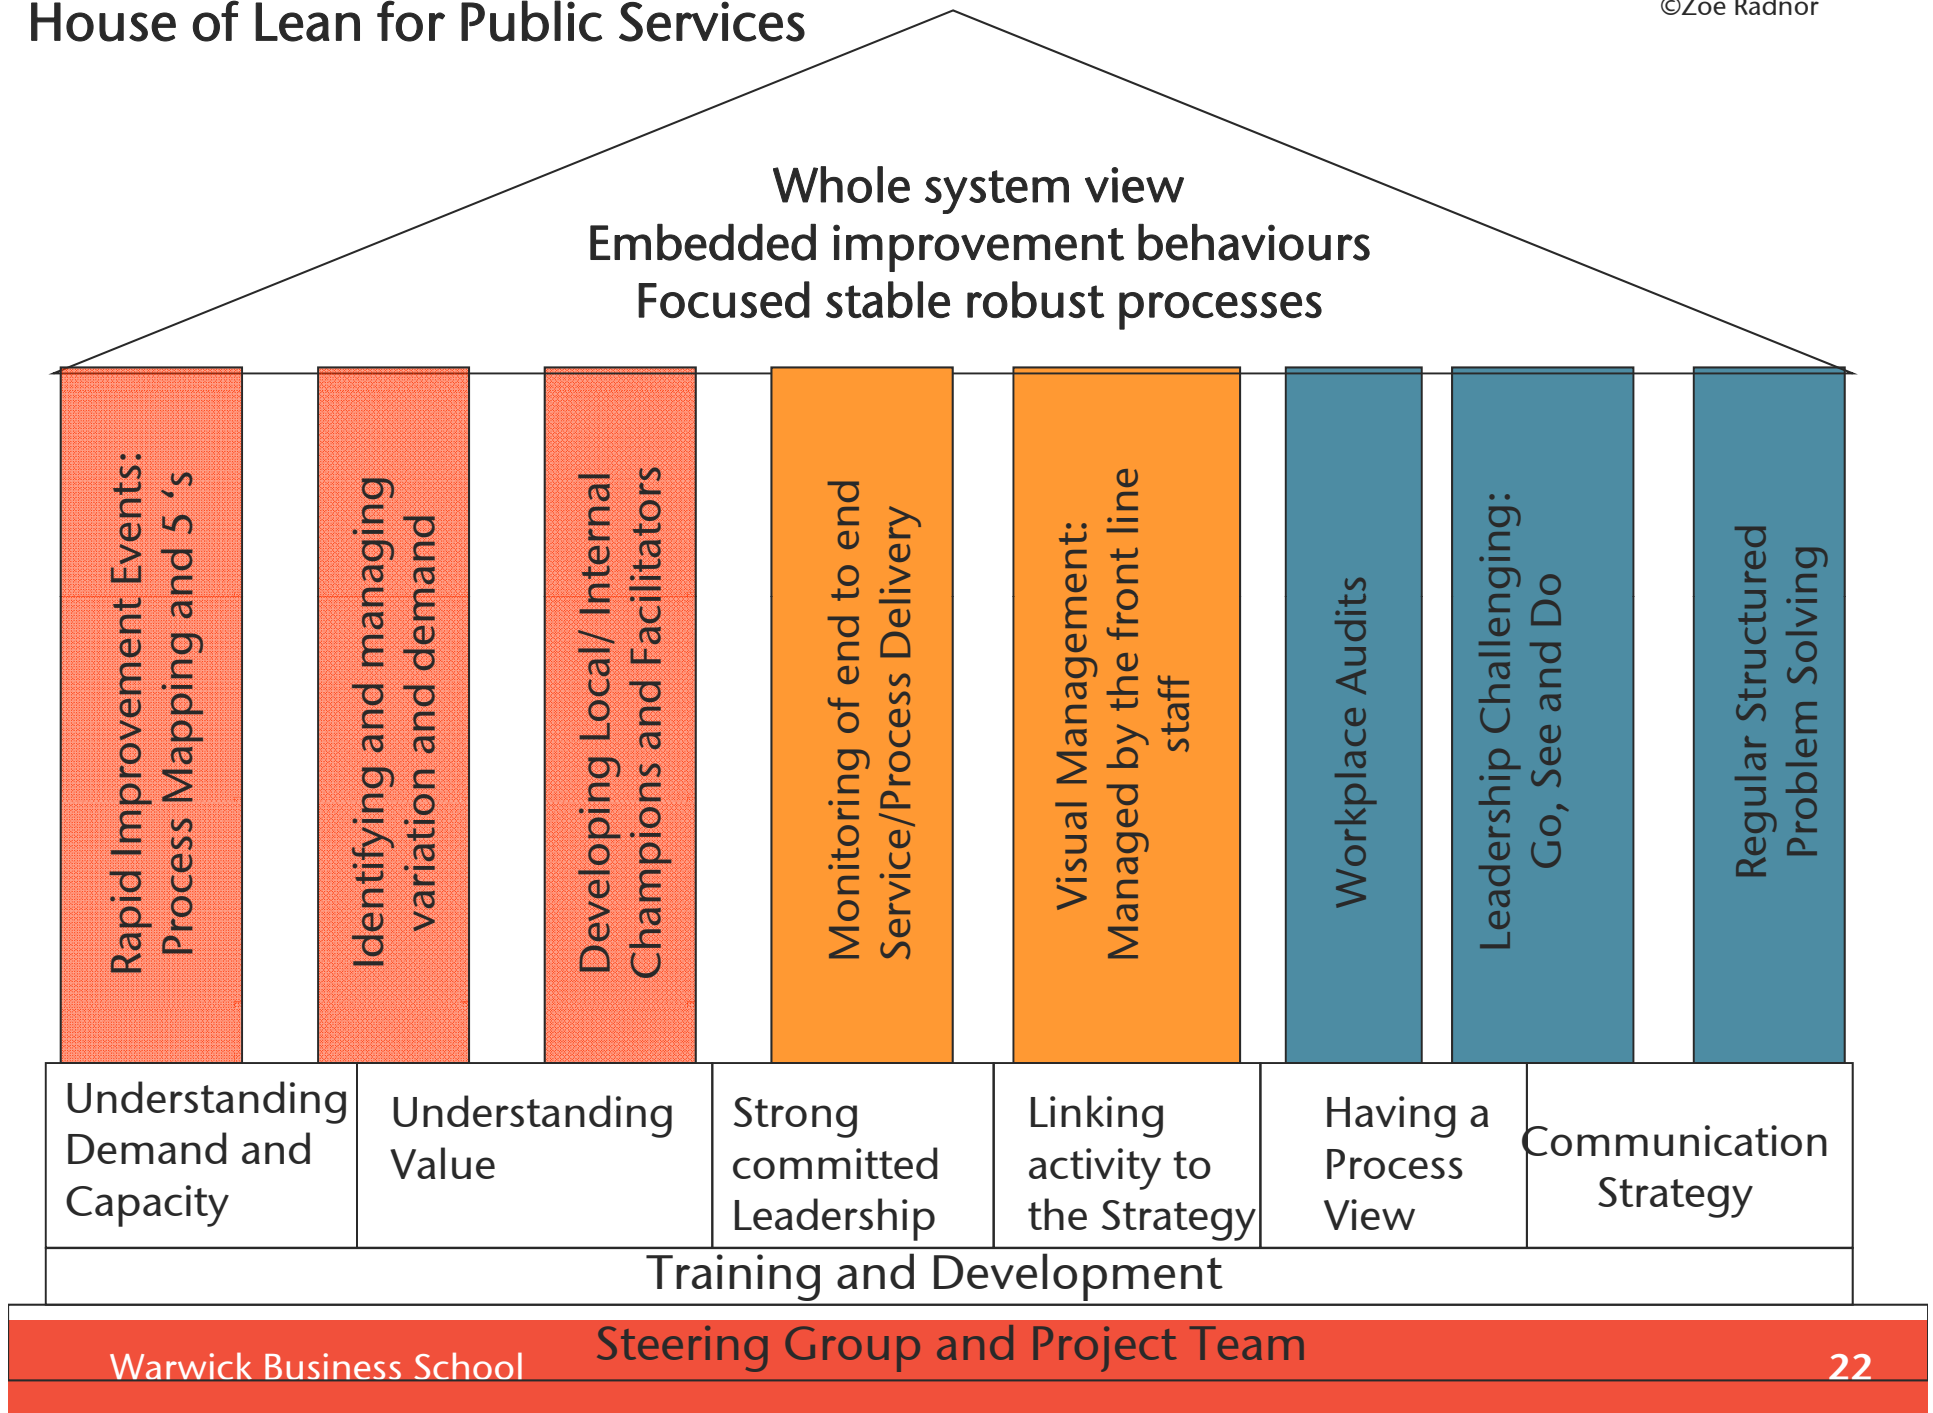 House of Lean for Public Services
©Zoe Radnor
Whole system view
Embedded improvement behaviours
Focused stable robust processes
Rapid Improvement Events:
Process Mapping and 5 ‘s
Identifying and managing
variation and demand
Developing Local/ Internal
Champions and Facilitators
Monitoring of end to end
Service/Process Delivery
Visual Management:
Managed by the front line
staff
Workplace Audits
Leadership Challenging:
Go, See and Do
Regular Structured
Problem Solving
Understanding
Demand and
Capacity
Understanding
Value
Strong
committed
Leadership
Linking
activity to
the Strategy
Having a
Process
View
Communication
Strategy
Training and Development
Steering Group and Project Team
Warwick Business School
22